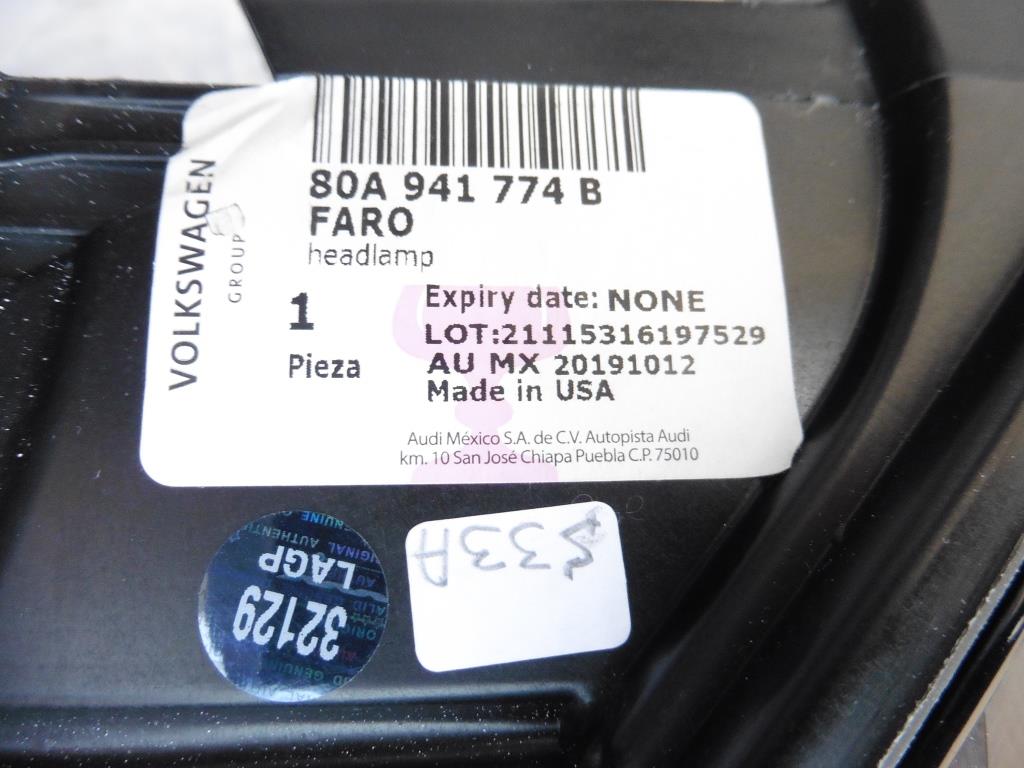 80A 941 774 B
FARO
headlamp
VOLKSWAGEN
GROUP
1
Pieza
Expiry date: NONE
LOT:21115316197529
AU MX 20191012
Made in USA
Audi México S.A. de C.V. Autopista Audi
km. 10 San José Chiapa Puebla C.P. 75010
32129
LAGP
533A